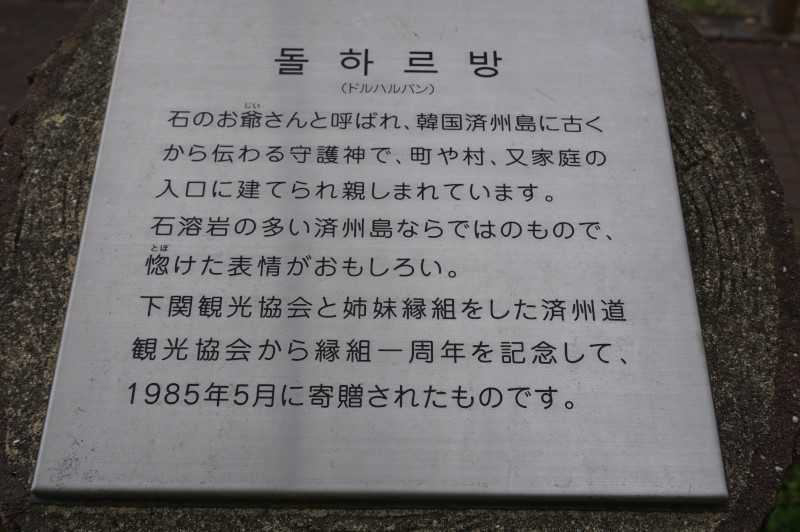 돌하르방
(ドルハルバン)
石のお爺さんと呼ばれ、韓国済州島に古く
じい
から伝わる守護神で、町や村、又家庭の
入口に建てられ親しまれています。
石溶岩の多い済州島ならではのもので、
惚けた表情がおもしろい。
とぼ
下関観光協会と姉妹縁組をした済州道
観光協会から縁組一周年を記念して、
1985年5月に寄贈されたものです。